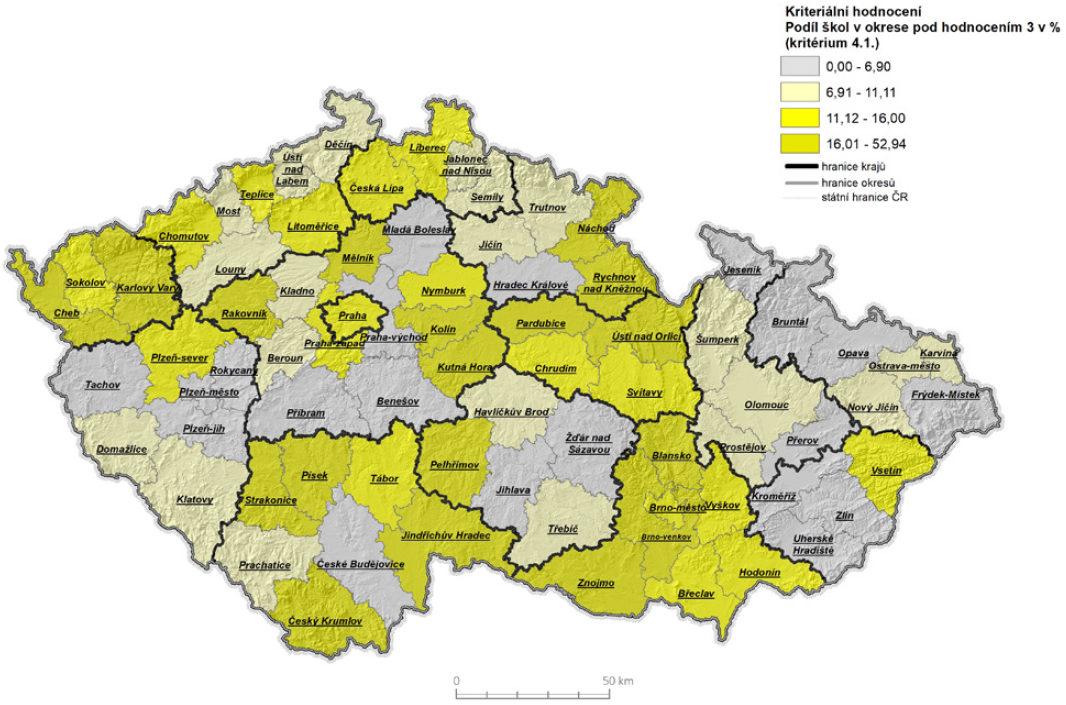 Kriteriální hodnocení
Podíl škol v okrese pod hodnocením 3 v %
(kritérium 4.1.)
0,00 - 6,90
6,91 - 11,11
11,12 - 16,00
16,01 - 52,94
hranice krajů
hranice okresů
státní hranice ČR
Děčín
Liberec
Ústí
nad
Labem
Jablonec
nad Nisou
Teplice
Česká Lípa
Semily
Most
Trutnov
Litoměřice
Chomutov
Mladá Boleslav
Náchod
Jičín
Mělník
Louny
Jeseník
Sokolov
Karlovy Vary
Kladno
Nymburk
Hradec Králové
Rychnov
nad Kněžnou
Cheb
Rakovník
Praha
Bruntál
Pardubice
Kolín
Praha-východ
Praha-západ
Ústí nad Orlicí
Šumperk
Plzeň-sever
Beroun
Opava
Karviná
Ostrava-město
Rokycany
Kutná Hora
Chrudim
Tachov
Plzeň-město
Svitavy
Frýdek-Místek
Benešov
Olomouc
Nový Jičín
Příbram
Havlíčkův Brod
Plzeň-jih
Žďár nad
Sázavou
Přerov
Prostějov
Domažlice
Blansko
Pelhřimov
Vsetín
Písek
Tábor
Jihlava
Kroměříž
Klatovy
Strakonice
Brno-město
Vyškov
Zlín
Třebíč
Jindřichův Hradec
Brno-venkov
Uherské
Hradiště
Prachatice
České Budějovice
Hodonín
Znojmo
Břeclav
Český Krumlov
0
50 km